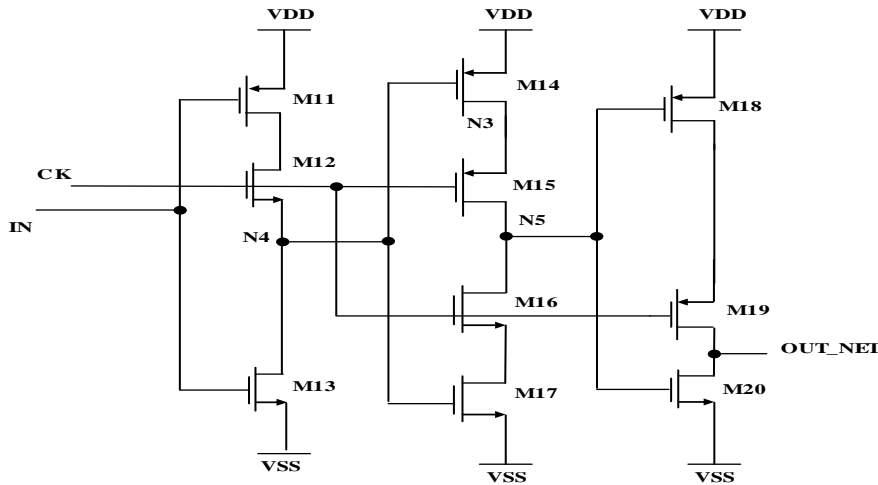 VDD
VDD
VDD
M11
M14
M18
N3
M12
CK
M15
IN
N4
N5
M16
M19
OUT_NET
M13
M17
M20
VSS
VSS
VSS